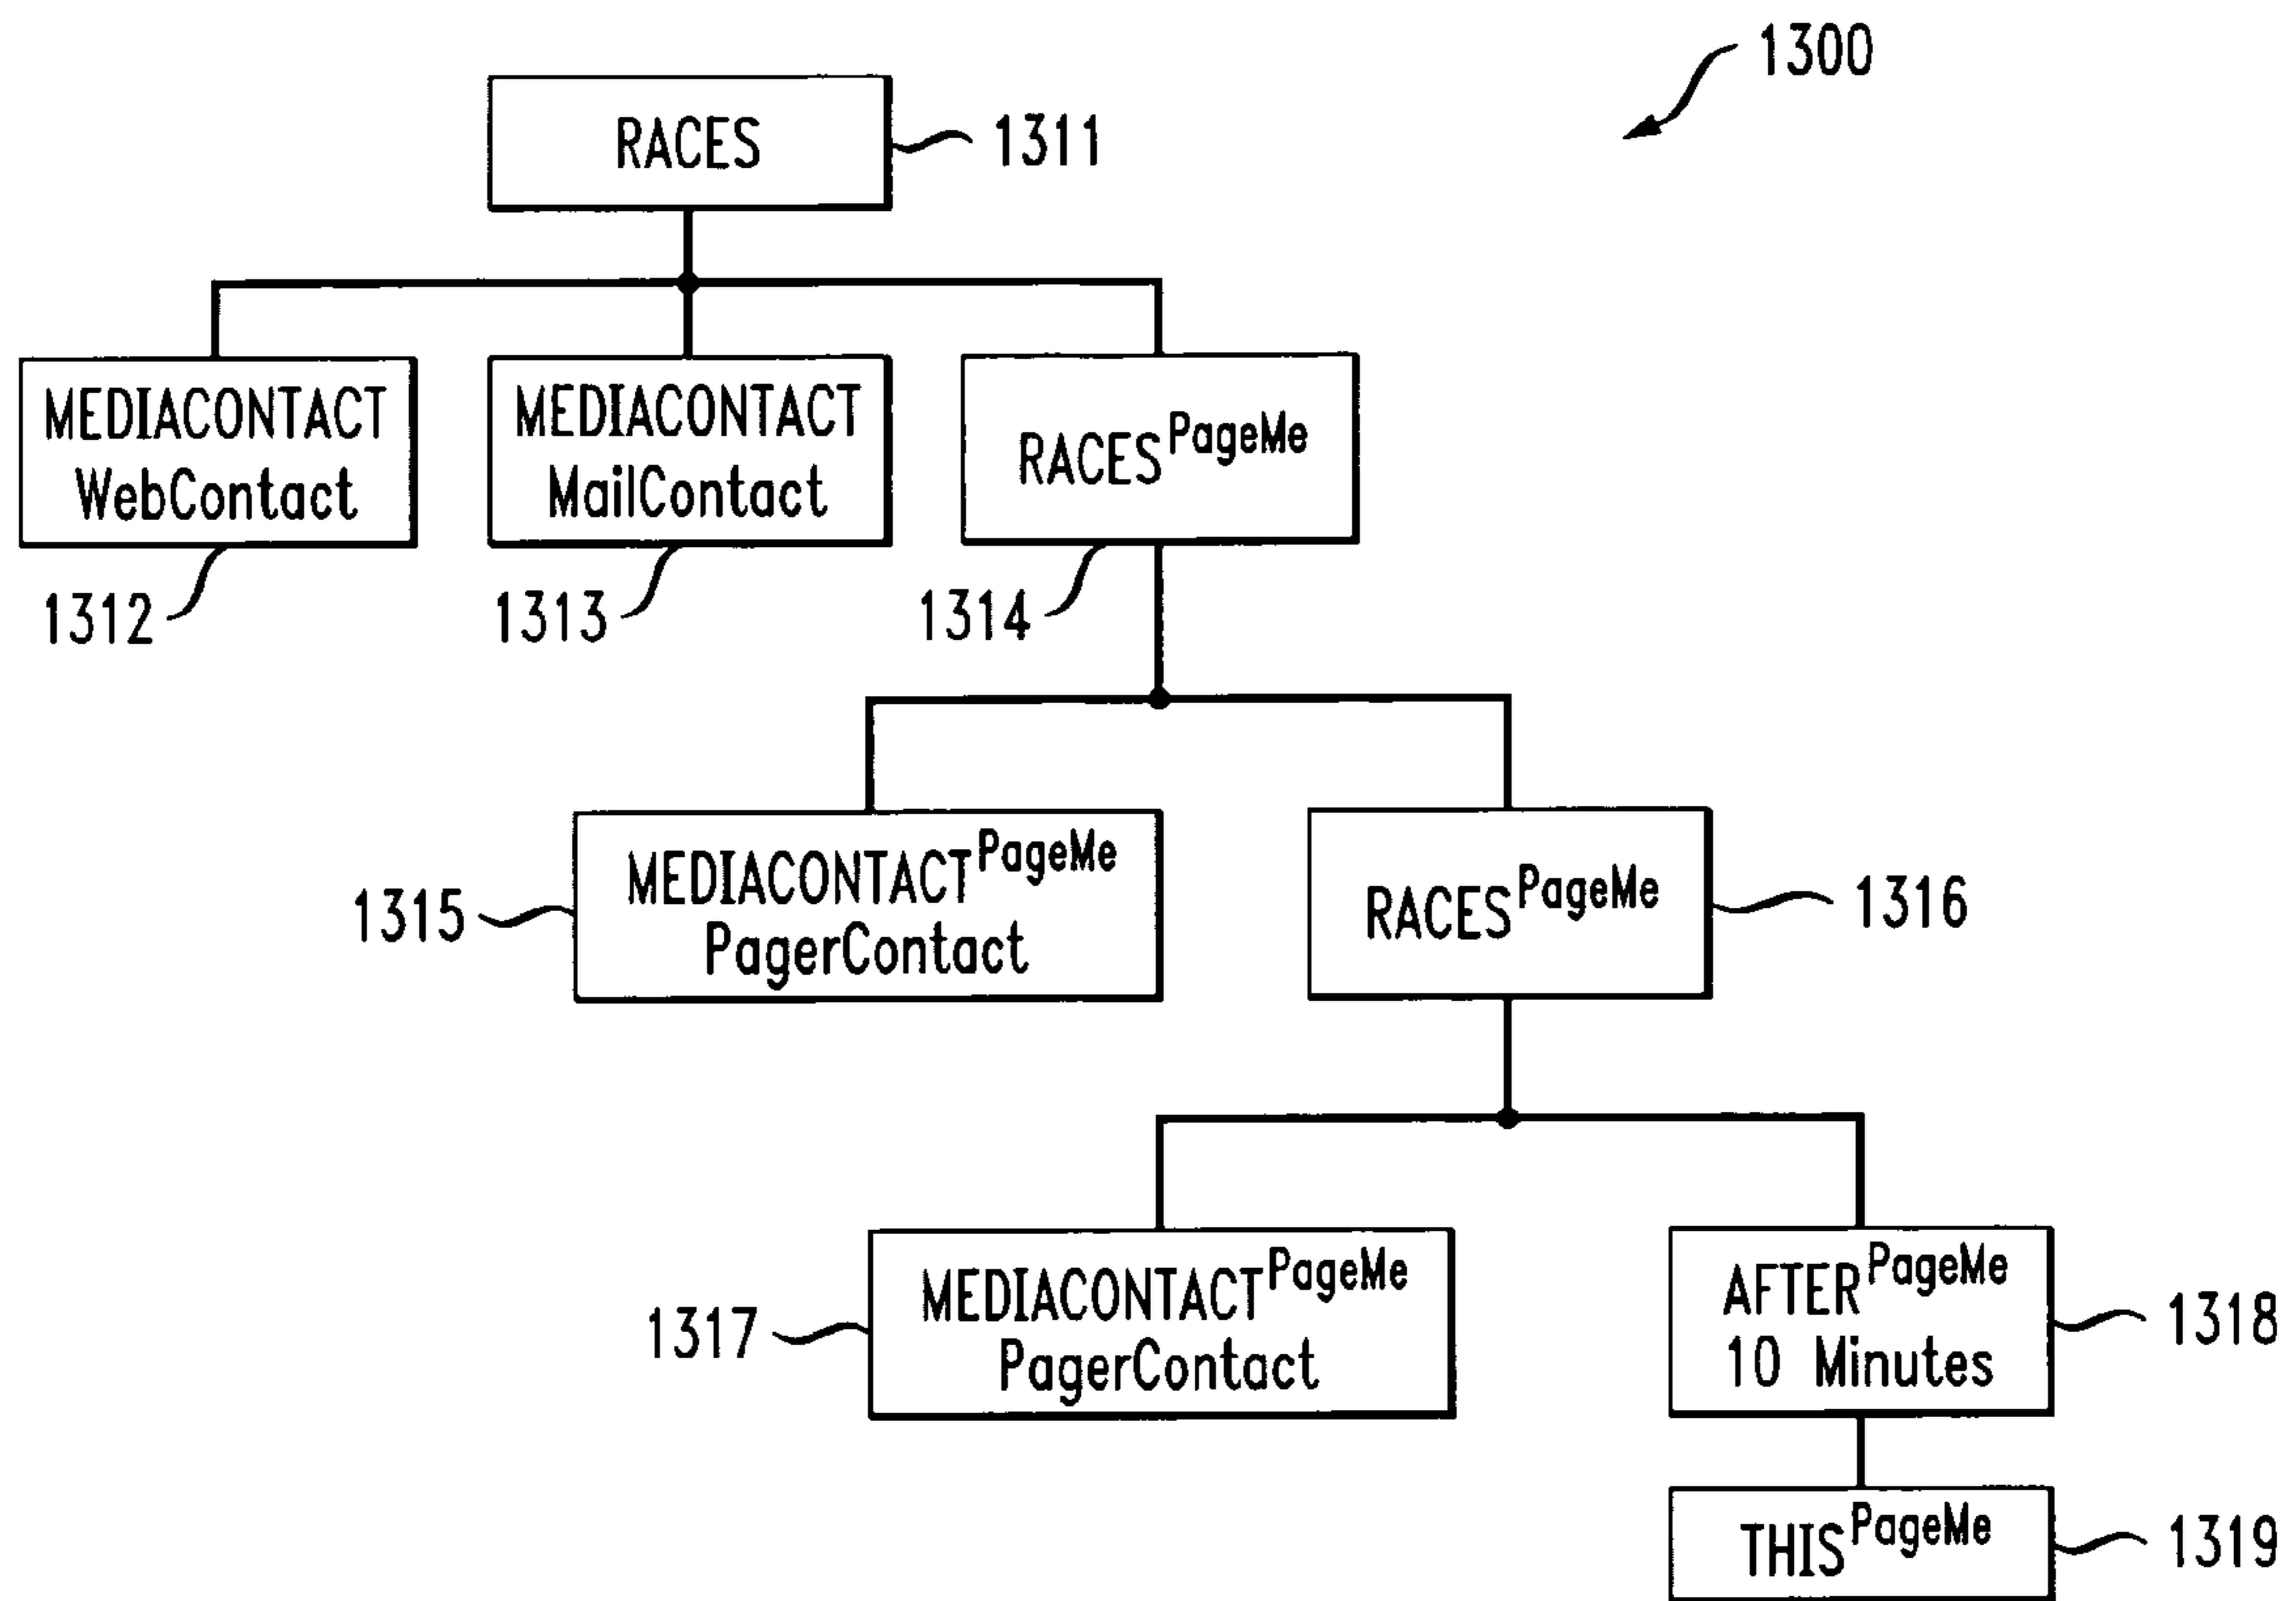 1300
RACES
1311
MEDIACONTACT
WebContact
MEDIACONTACT
MailContact
RACES PageMe
1312
1313
1314
MEDIACONTACT PageMe
PagerContact
1315
RACES PageMe
1316
MEDIACONTACT PageMe
PagerContact
1317
AFTER PageMe
10 Minutes
1318
THIS PageMe
1319